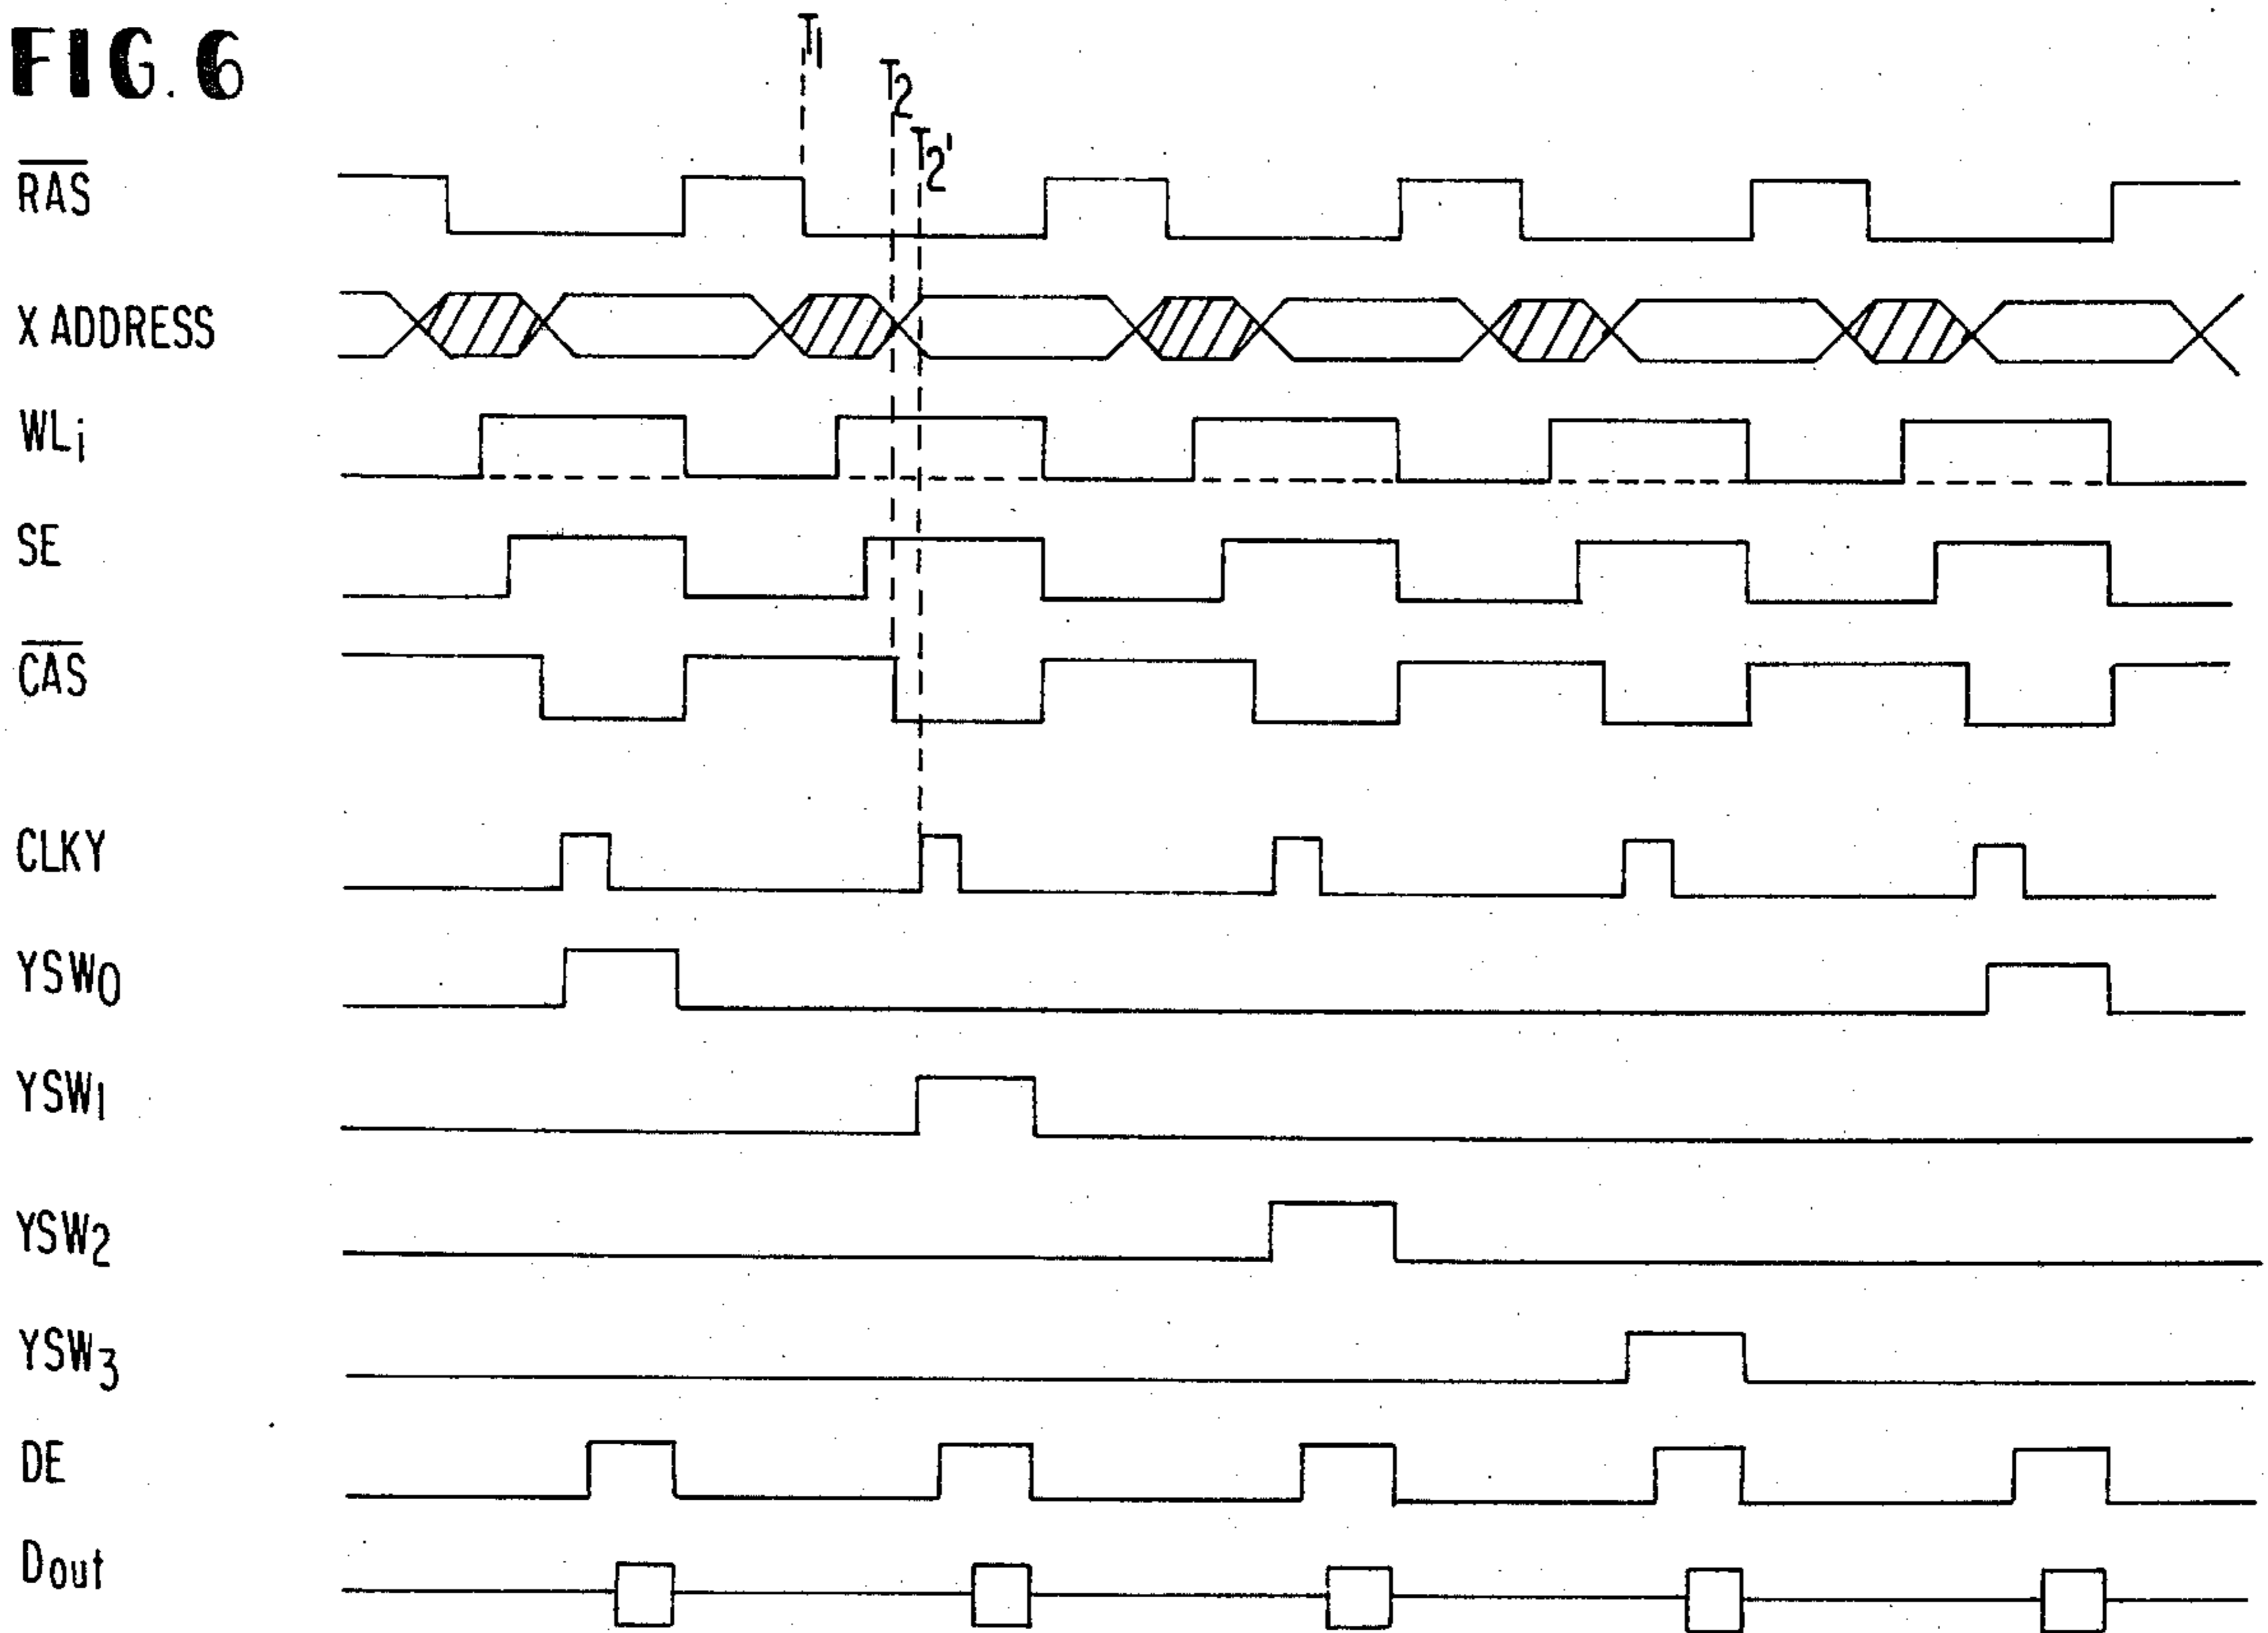 FIG. 6
T1
T2
T2'
RAS
X ADDRESS
WLi
SE
CAS
CLKY
YSW0
YSW1
YSW2
YSW3
DE
Dout